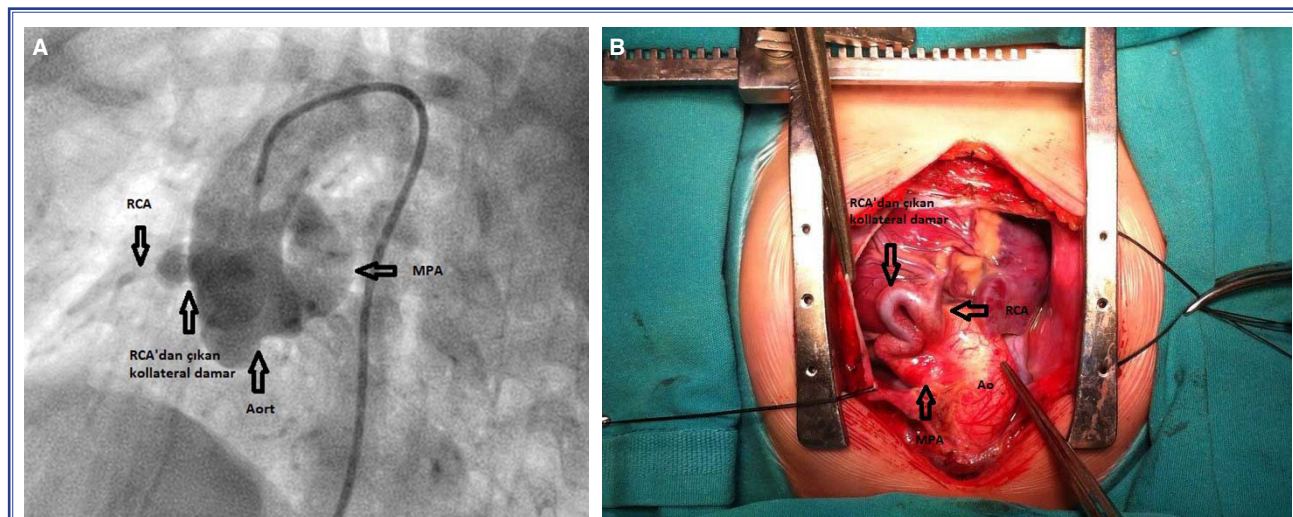 A
RCA
MPA
RCA'dan çıkan
kollateral damar
Aort
B
RCA'dan çıkan
kollateral damar
RCA
Ao
MPA